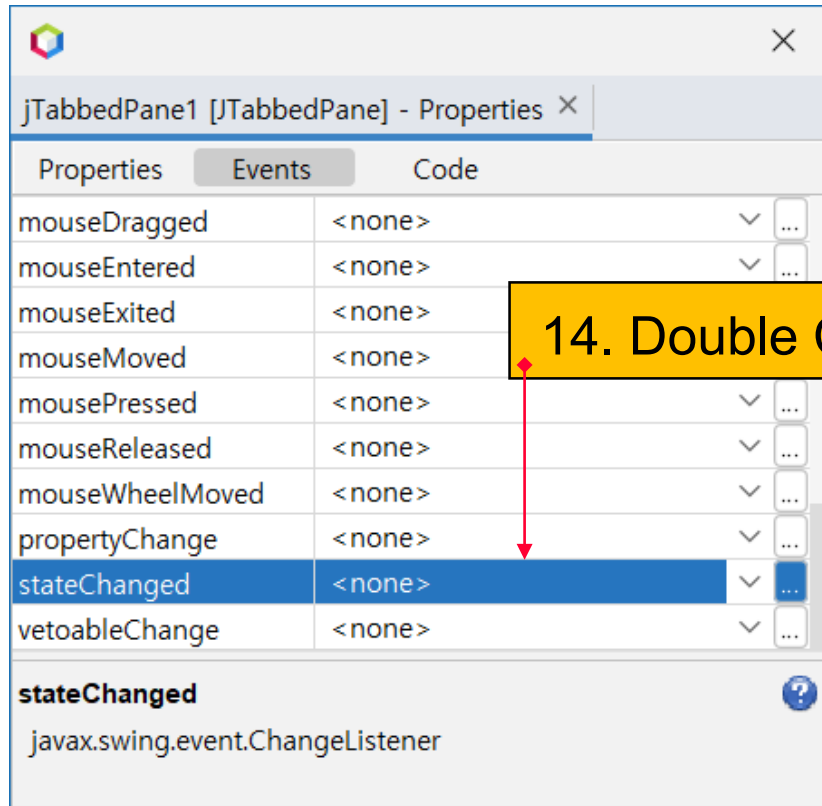 jTabbedPane1 [JTabbedPane] - Properties
Properties Events Code
mouseDragged <none> ...
mouseEntered <none> ...
mouseExited <none>
14. Double
mouseMoved <none>
mousePressed <none> ...
mouseReleased <none> ...
mouseWheelMoved <none> ...
propertyChange <none> ...
stateChanged <none> ...
vetoableChange <none> ...
stateChanged ?
javax.swing.event.ChangeListener